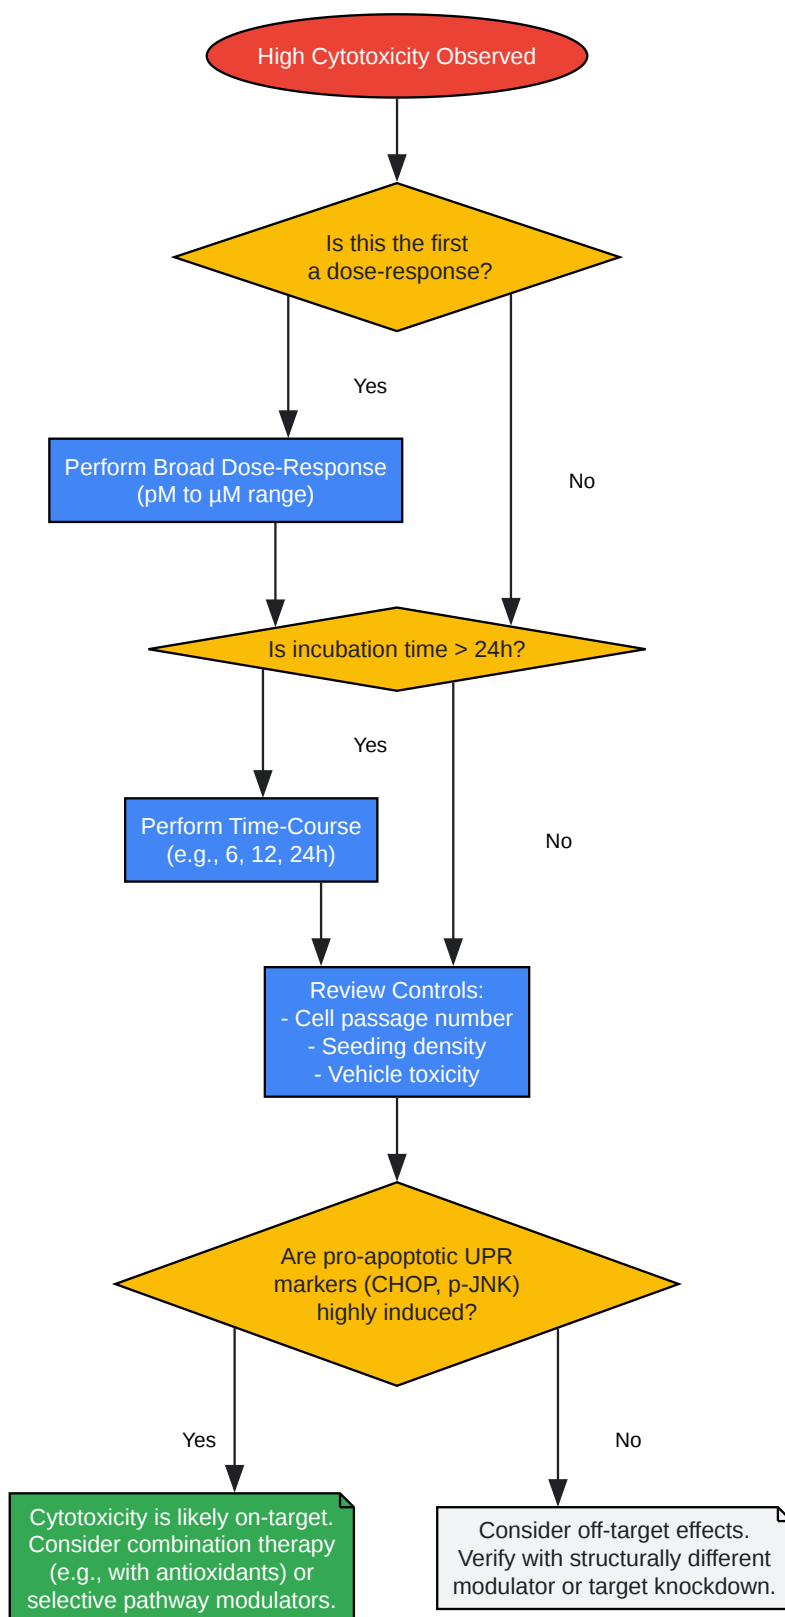 High Cytotoxicity Observed
Is this the first
a dose-response?
Yes
Perform Broad Dose-Response
(pM to µM range)
No
Is incubation time > 24h?
Yes
Perform Time-Course
(e.g., 6, 12, 24h)
No
Review Controls:
- Cell passage number
- Seeding density
- Vehicle toxicity
Are pro-apoptotic UPR
markers (CHOP, p-JNK)
highly induced?
Yes
No
Cytotoxicity is likely on-target.
Consider combination therapy
(e.g., with antioxidants) or
selective pathway modulators.
Consider off-target effects.
Verify with structurally different
modulator or target knockdown.